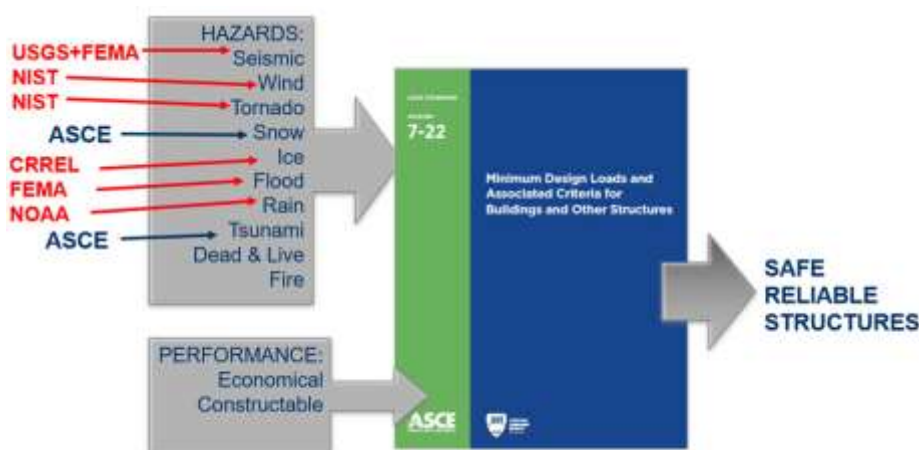 HAZARDS:
USGS+FEMA
Seismic
NIST
Wind
NIST
Tornado
ASCE
Snow
CRREL
Ice
FEMA
Flood
NOAA
Rain
ASCE
Tsunami
Dead & Live
Fire
PERFORMANCE:
Economical
Constructable
7-22
Minimum Design Loads and
Associated Criteria for
Buildings and Other Structures
ASCE
SAFE
RELIABLE
STRUCTURES